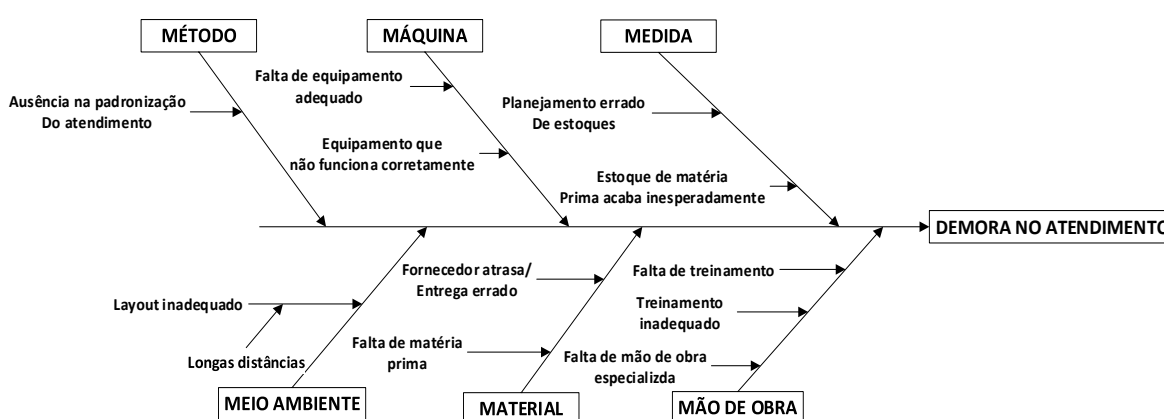 MÉTODO
MÁQUINA
MEDIDA
Falta de equipamento
adequado
Ausência na padronização
Do atendimento
Planejamento errado
De estoques
Equipamento que
não funciona corretamente
Estoque de matéria
Prima acaba inesperadamente
DEMORA NO ATENDIMENTO
Fornecedor atrasa/
Entrega errado
Falta de treinamento
Layout inadequado
Treinamento
inadequado
Longas distâncias
Falta de matéria
prima
Falta de mão de obra
especializda
MEIO AMBIENTE
MATERIAL
MÃO DE OBRA